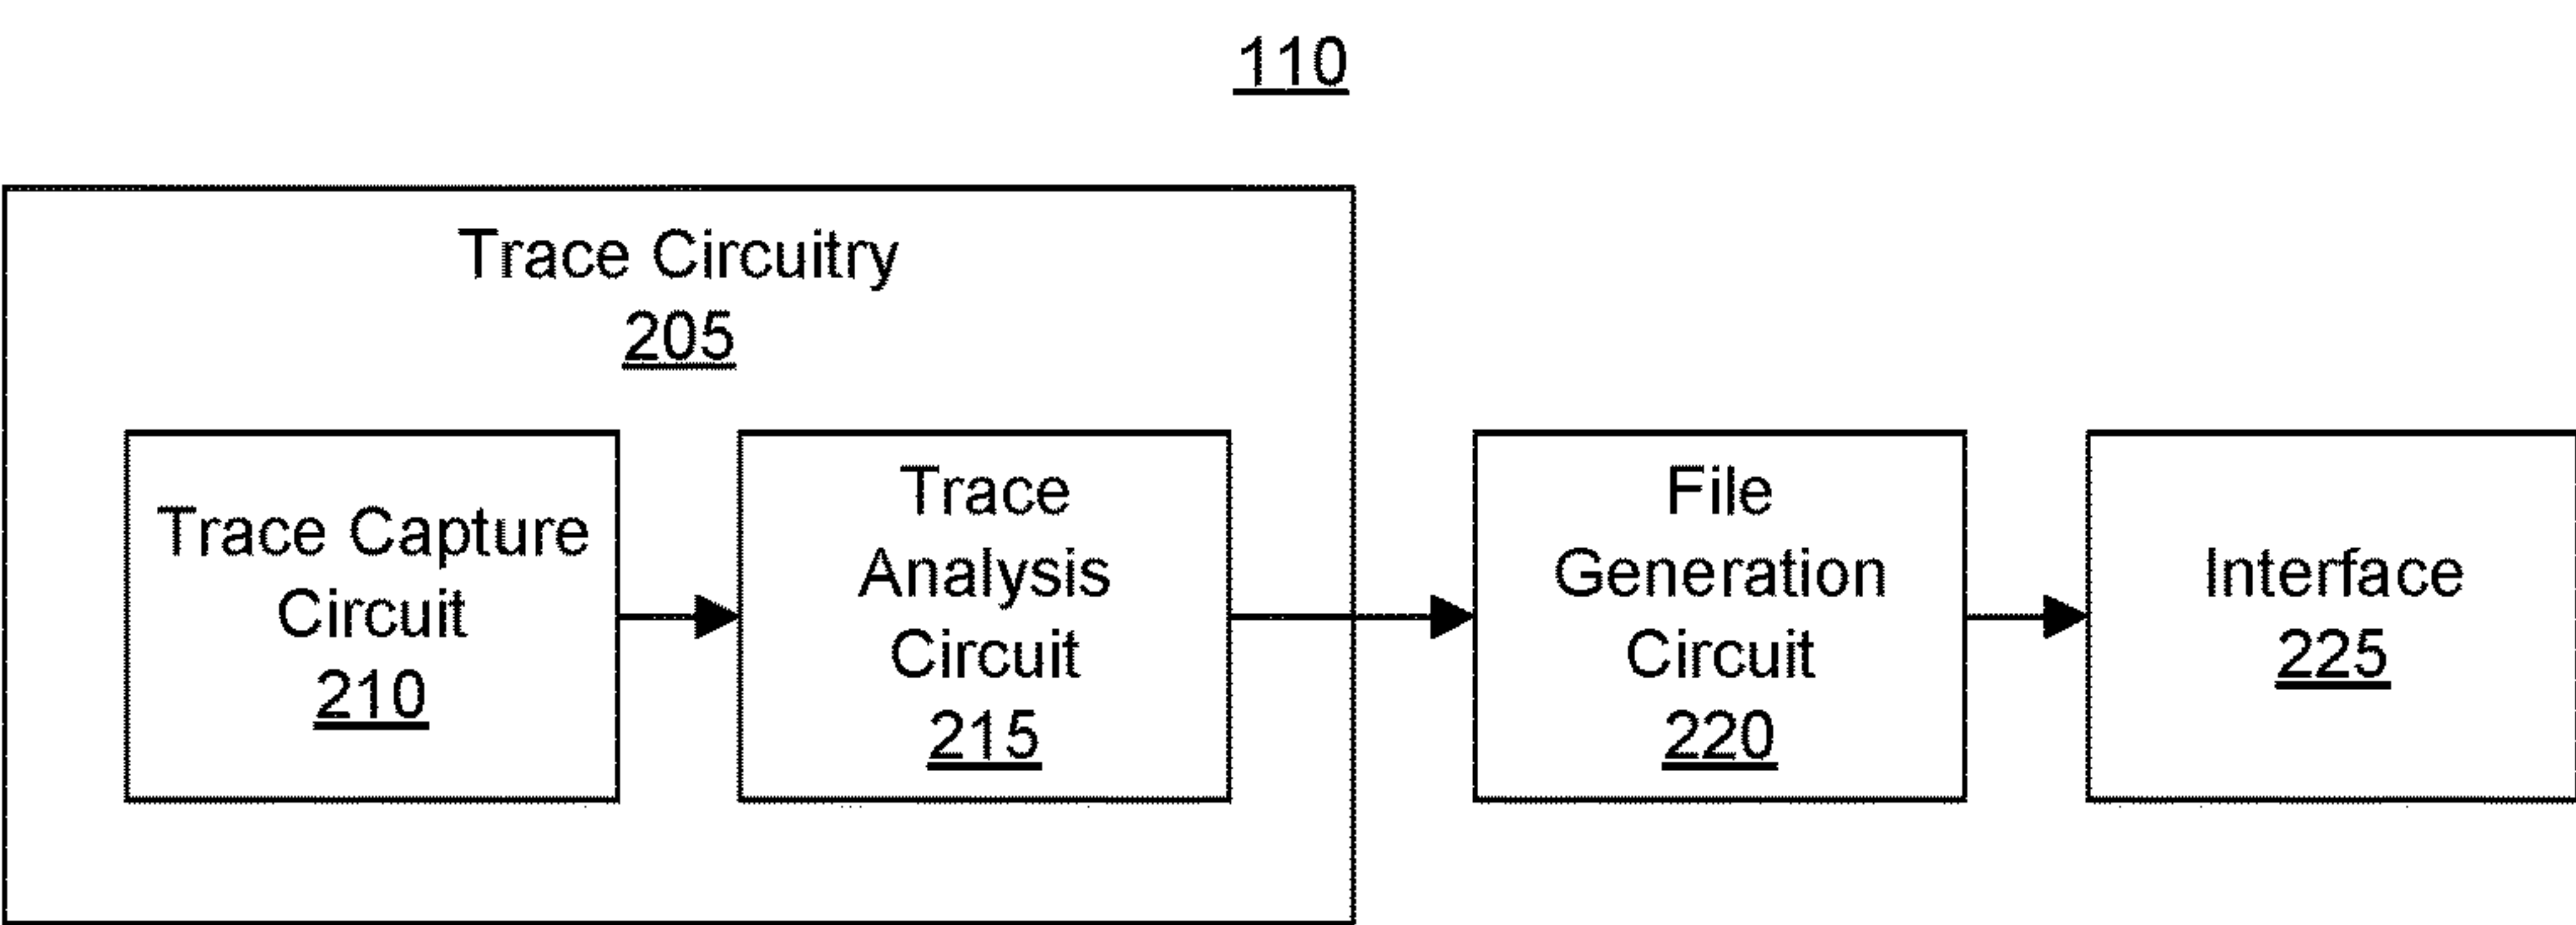 110
Trace Circuitry
205
Trace Capture
Circuit
210
Trace
Analysis
Circuit
215
File
Generation
Circuit
220
Interface
225